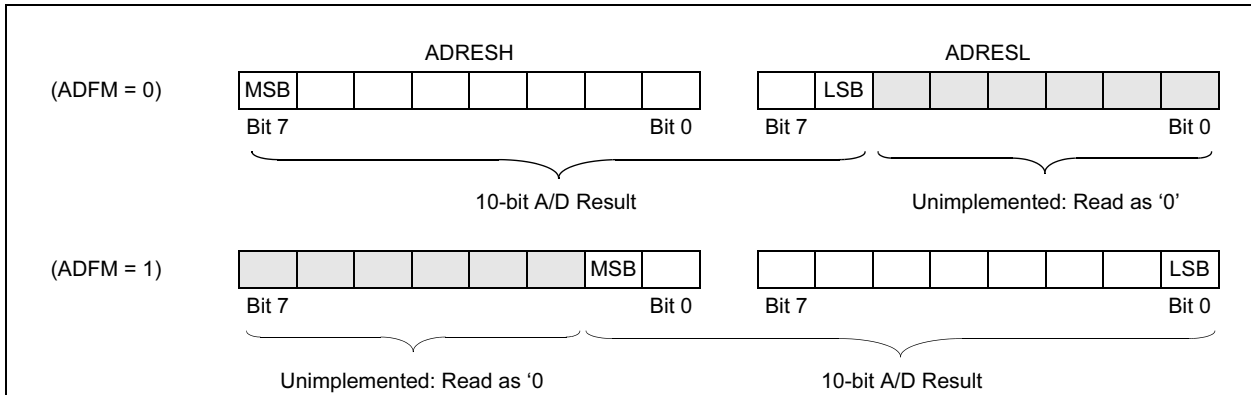 ADRESH ADRESL
(ADFM = 0) MSB LSB
Bit 7 Bit 0 Bit 7 Bit 0
10-bit A/D Result Unimplemented: Read as ‘0’
(ADFM = 1) MSB LSB
Bit 7 Bit 0 Bit 7 Bit 0
Unimplemented: Read as ‘0 10-bit A/D Result